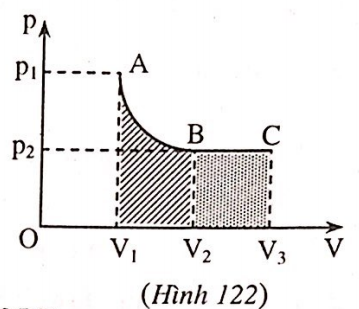 p
p₁ A
p₂ B C
O V₁ V₂ V₃ V
(Hình 122)